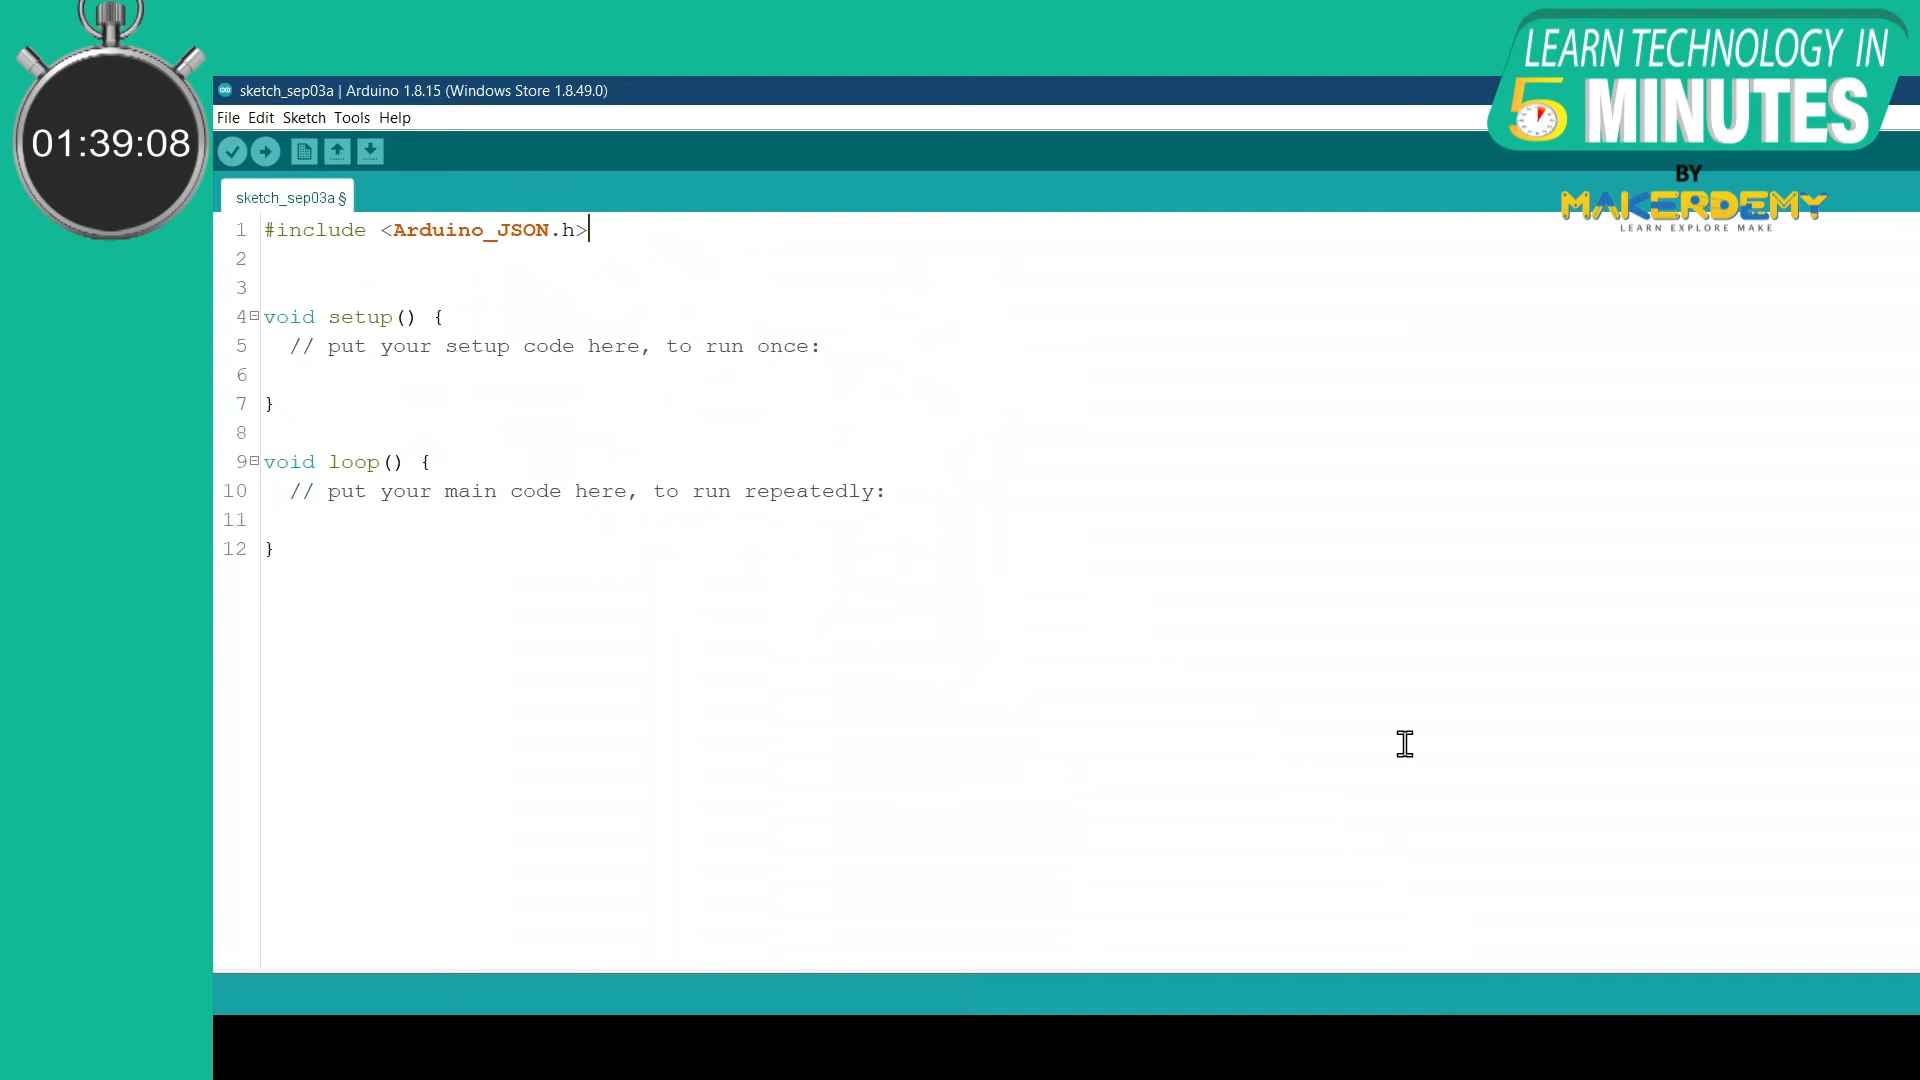 01:39:08
LEARN TECHNOLOGY IN
5 MINUTES
BY
MAKERDEMY
LEARN EXPLORE MAKE
sketch_sep03a | Arduino 1.8.15 (Windows Store 1.8.49.0)
File Edit Sketch Tools Help
sketch_sep03a §
1 #include <Arduino_JSON.h>
2
3
4 void setup() {
5 // put your setup code here, to run once:
6
7 }
8
9 void loop() {
10 // put your main code here, to run repeatedly:
11
12 }